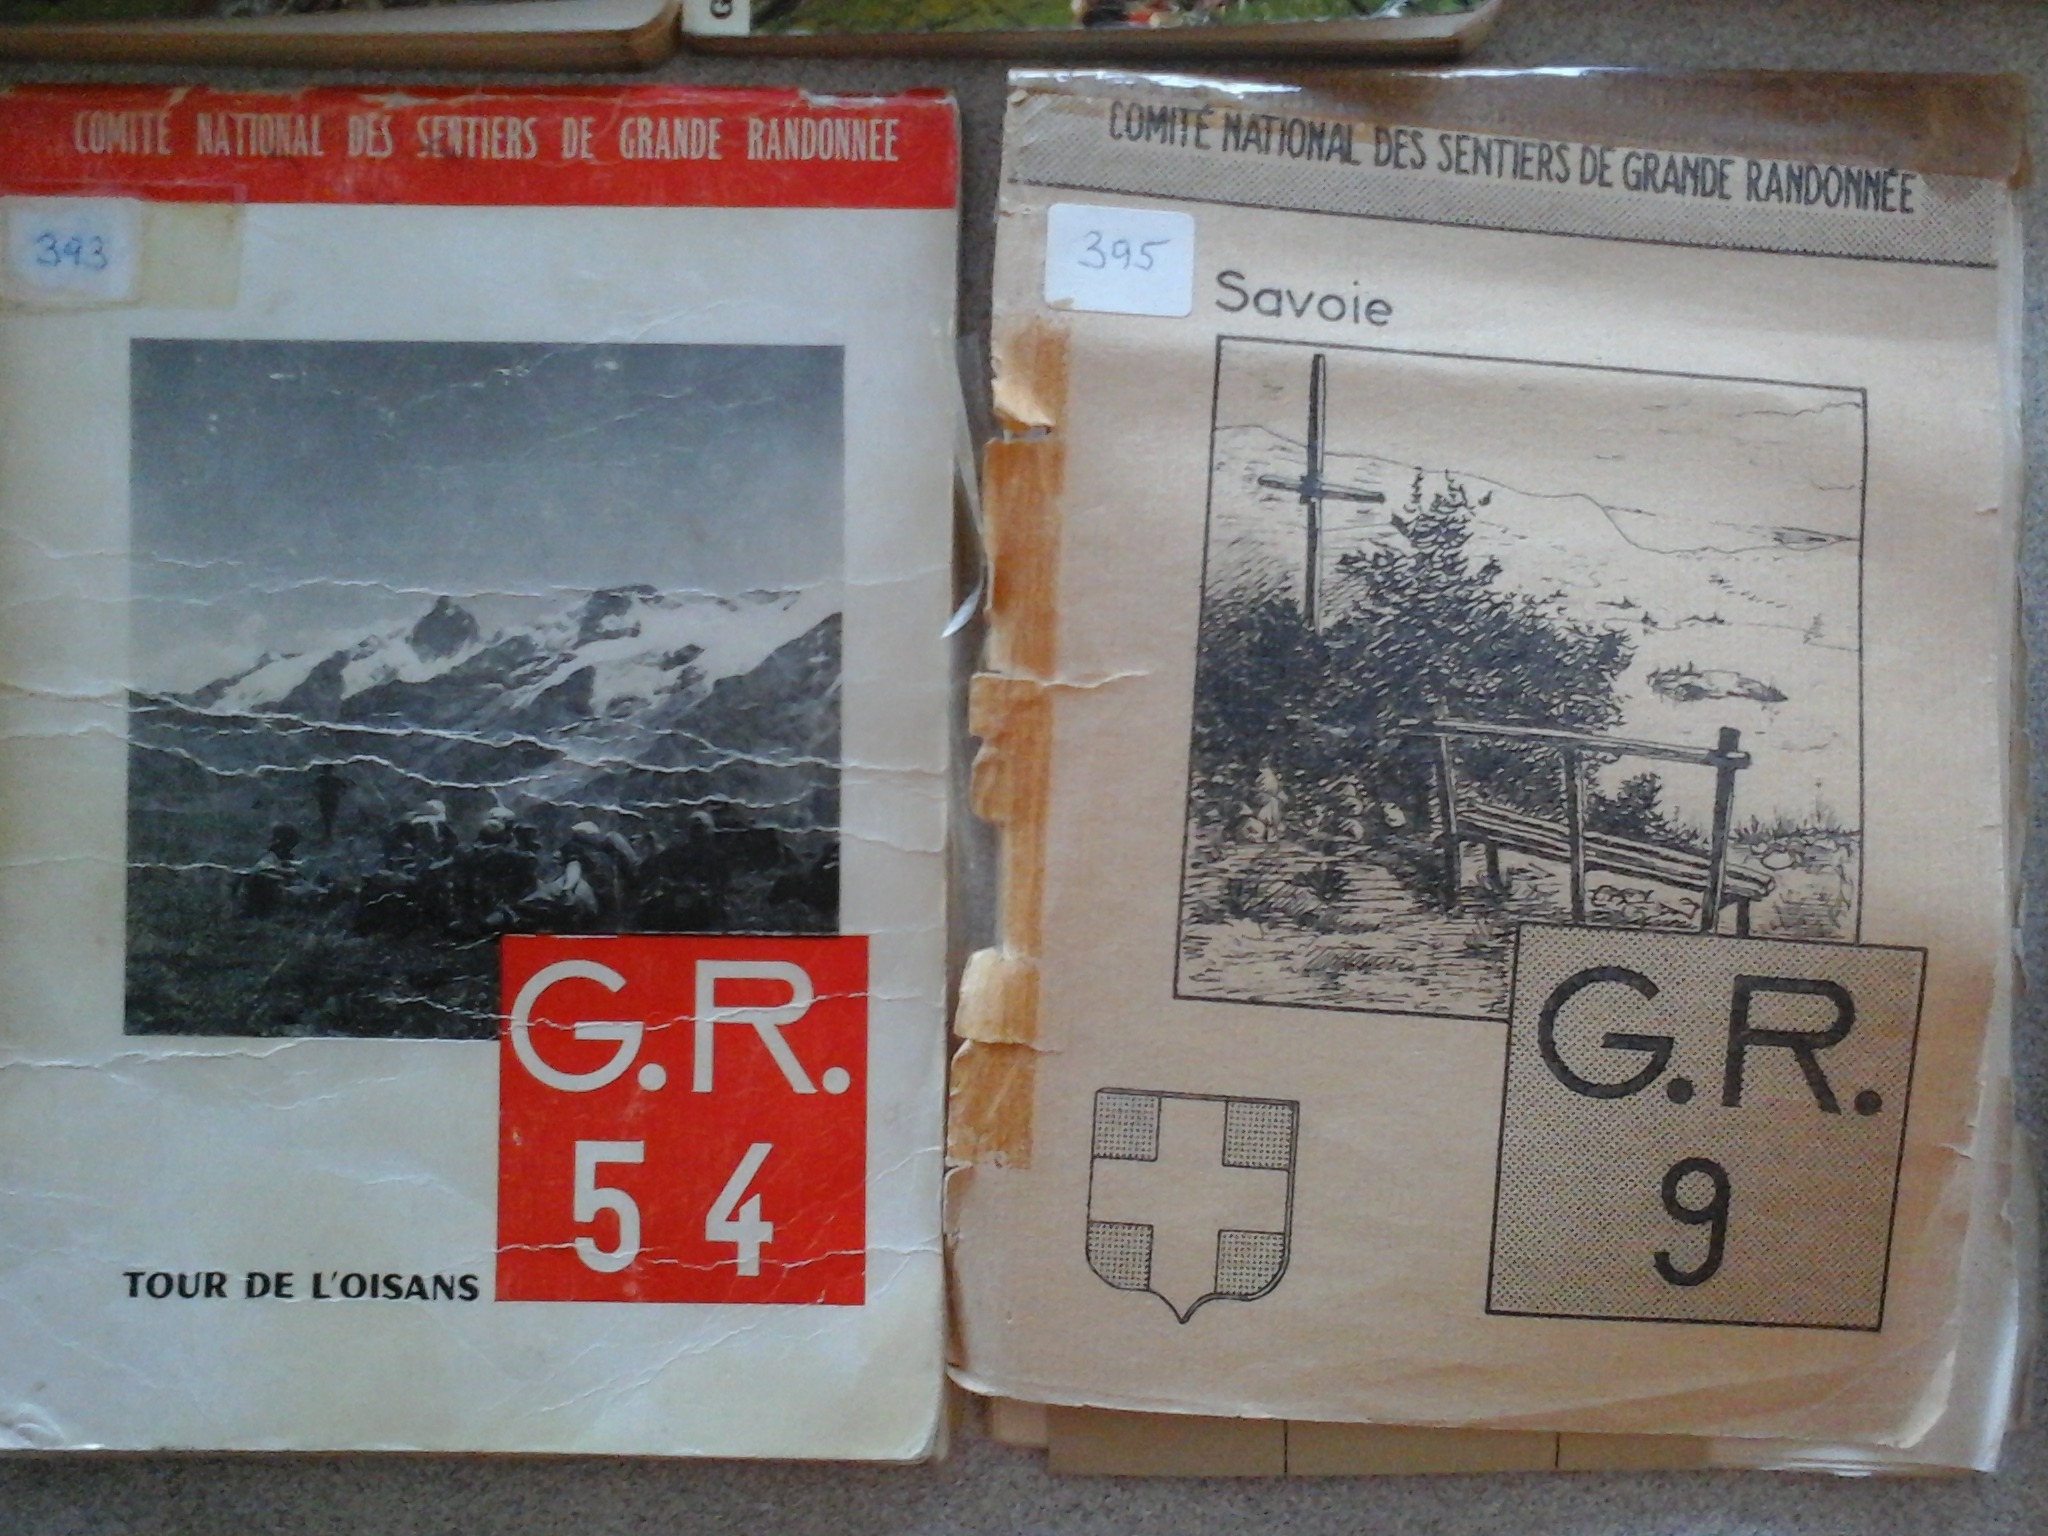 G
COMITÉ NATIONAL DES SENTIERS DE GRANDE RANDONNEE
393
G.R.
54
TOUR DE L'OISANS
COMITÉ NATIONAL DES SENTIERS DE GRANDE RANDONNÉE
395
Savoie
G.R.
9